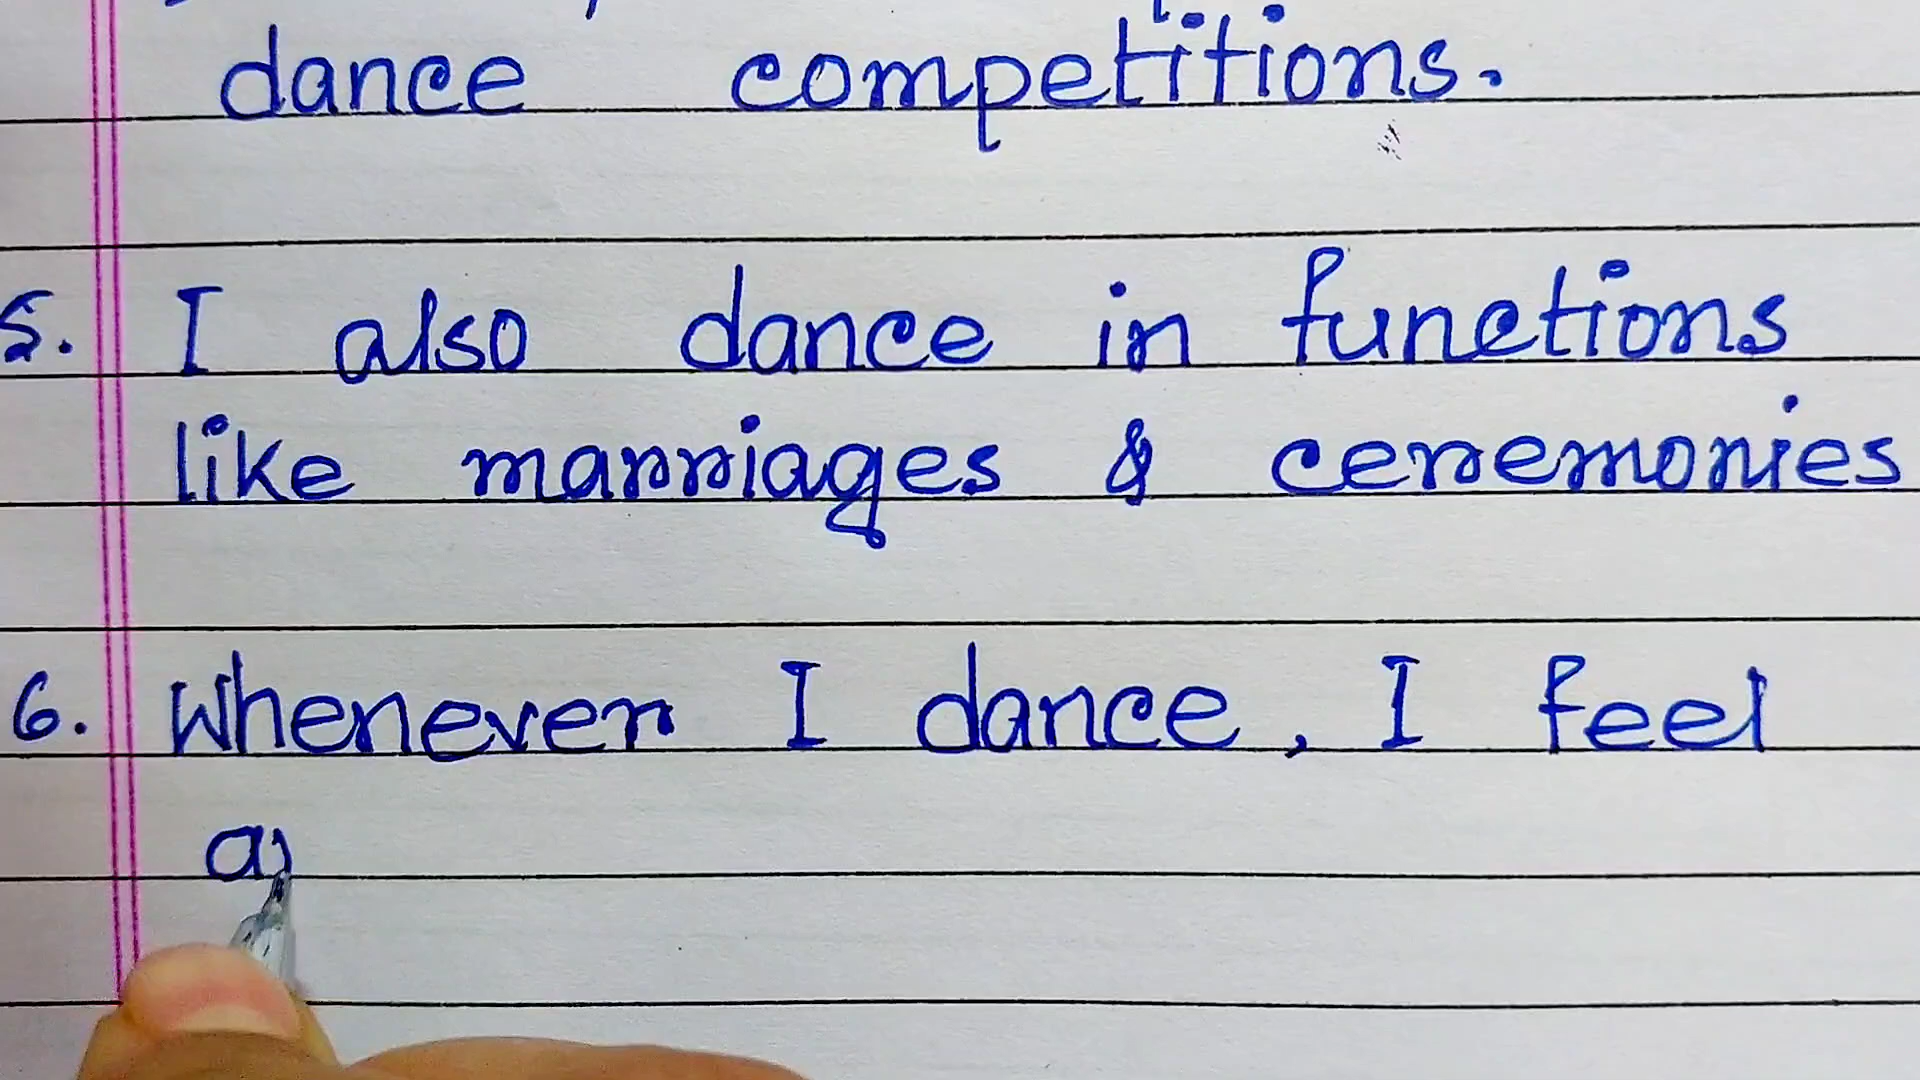 dance competitions.
5. I also dance in functions
like marriages & ceremonies
6. Whenever I dance, I feel